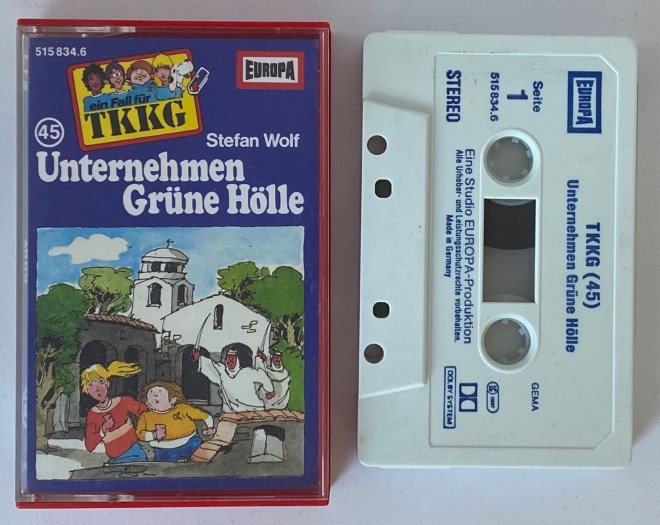 515 834.6
EUROPA
ein Fall für
TKKG
45
Stefan Wolf
Unternehmen
Grüne Hölle
EUROPA
TKKG (45)
Unternehmen Grüne Hölle
Seite
1
515 834.6
STEREO
Eine Studio EUROPA-Produktion
Alle Urheber- und Leistungsschutzrechte vorbehalten.
Made in Germany
GEMA
DOLBY SYSTEM